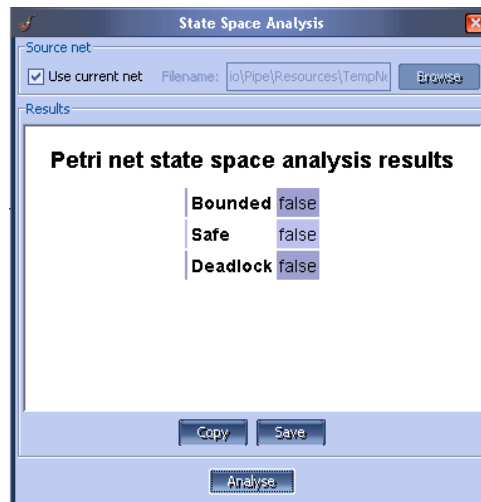 State Space Analysis
Source net
Use current net Filename: io\Pipe\Resources\TempNe Browse
Results
Petri net state space analysis results
Bounded false
Safe false
Deadlock false
Copy Save
Analyse